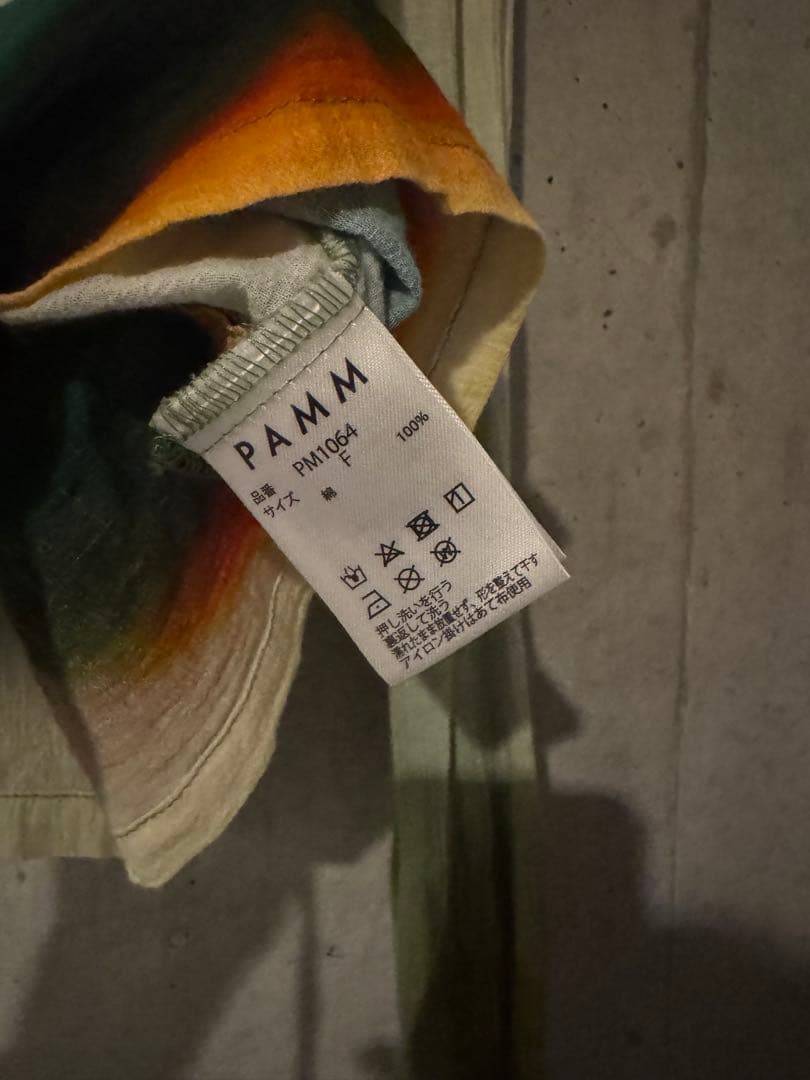 PAMM
品番 PM1064
サイズ F
綿 100%
押し洗いを行う
裏返して洗う
濡れたまま放置せず、形を整えて干す
アイロン掛けはあて布使用